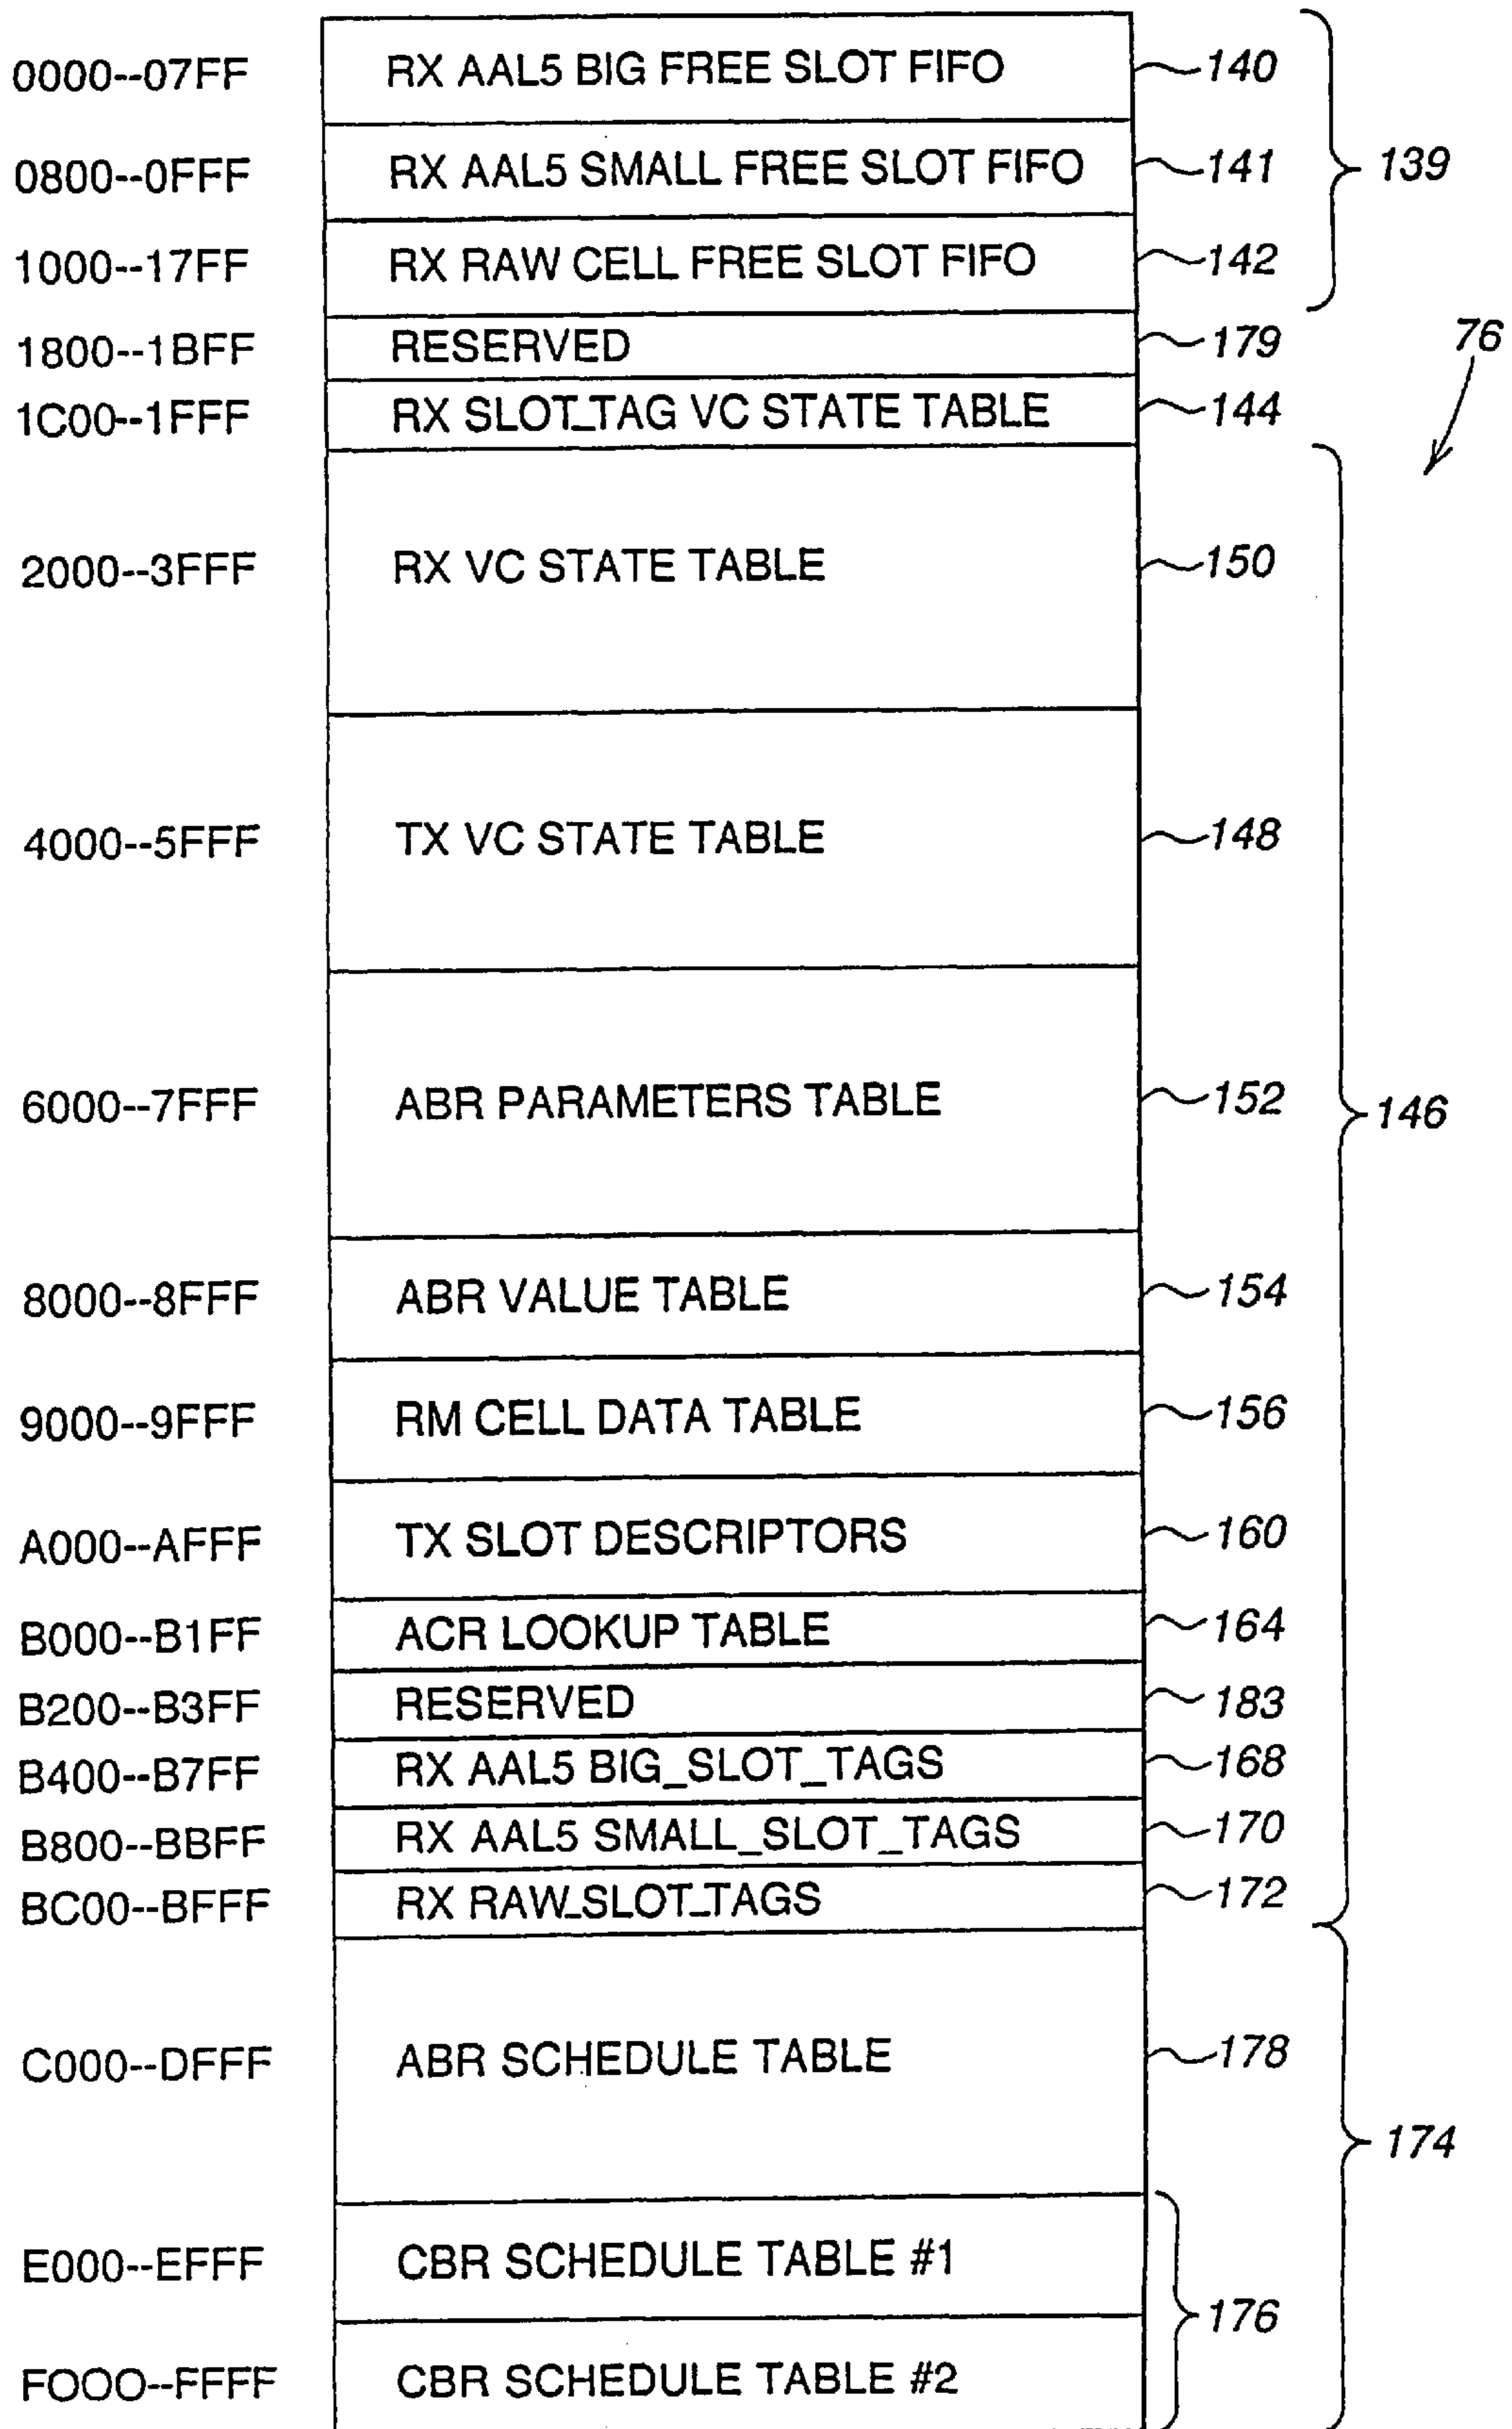 0000--07FF RX AAL5 BIG FREE SLOT FIFO 140
0800--0FFF RX AAL5 SMALL FREE SLOT FIFO 141 139
1000--17FF RX RAW CELL FREE SLOT FIFO 142
1800--1BFF RESERVED 179 76
1C00--1FFF RX SLOT_TAG VC STATE TABLE 144
2000--3FFF RX VC STATE TABLE 150
4000--5FFF TX VC STATE TABLE 148
6000--7FFF ABR PARAMETERS TABLE 152 146
8000--8FFF ABR VALUE TABLE 154
9000--9FFF RM CELL DATA TABLE 156
A000--AFFF TX SLOT DESCRIPTORS 160
B000--B1FF ACR LOOKUP TABLE 164
B200--B3FF RESERVED 183
B400--B7FF RX AAL5 BIG_SLOT_TAGS 168
B800--BBFF RX AAL5 SMALL_SLOT_TAGS 170
BC00--BFFF RX RAW_SLOT_TAGS 172
C000--DFFF ABR SCHEDULE TABLE 178
174
E000--EFFF CBR SCHEDULE TABLE #1
176
FOOO--FFFF CBR SCHEDULE TABLE #2